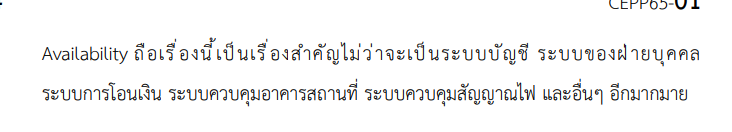 CEPP65-01
Availability ถือเรื่องนี้เป็นเรื่องสำคัญไม่ว่าจะเป็นระบบบัญชี ระบบของฝ่ายบุคคล
ระบบการโอนเงิน ระบบควบคุมอาคารสถานที่ ระบบควบคุมสัญญาณไฟ และอื่นๆ อีกมากมาย